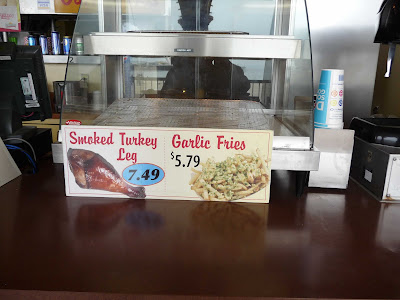 Smoked Turkey
Leg
7.49
Garlic Fries
$5.79